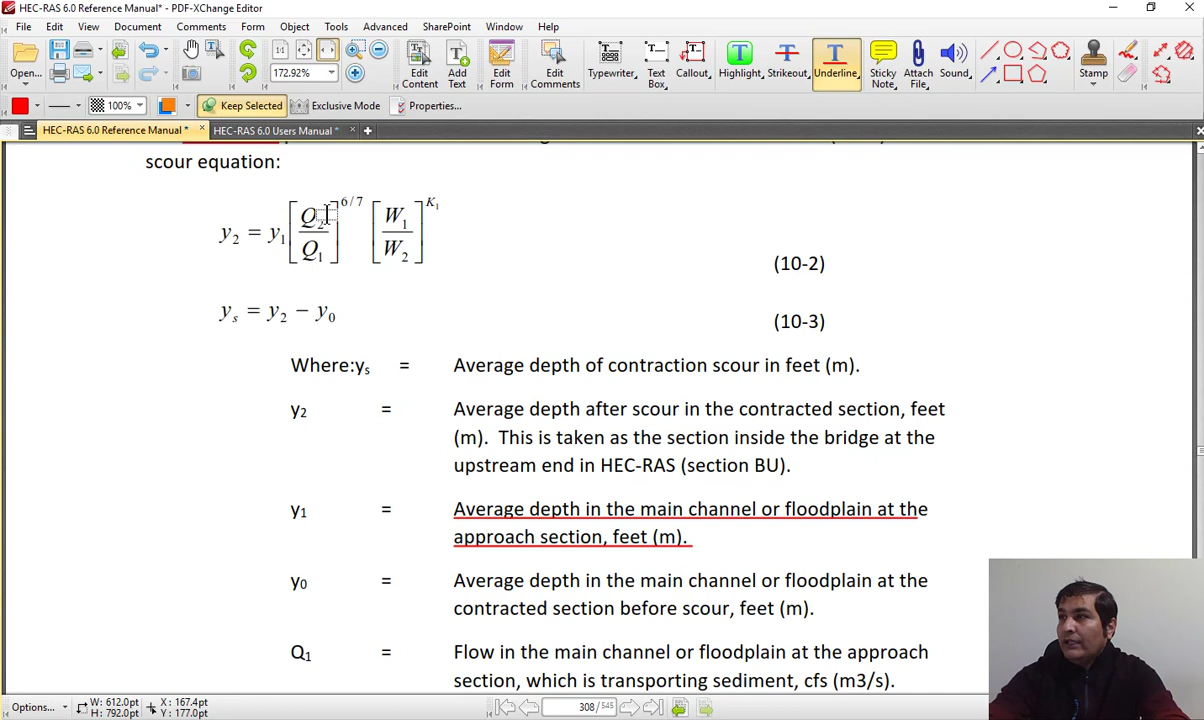 HEC-RAS 6.0 Reference Manual* - PDF-XChange Editor
File Edit View Document Comments Form Object Tools Advanced SharePoint Window Help
Open... 172.92% Edit Content Add Text Edit Form Edit Comments Typewriter Text Box Callout Highlight Strikeout Underline Sticky Note Attach File Sound Stamp
100% Keep Selected Exclusive Mode Properties...
HEC-RAS 6.0 Reference Manual * HEC-RAS 6.0 Users Manual *
scour equation:
y₂ = y₁ [Q₂/Q₁]^6/7 [W₁/W₂]^K₁ (10-2)
yₛ = y₂ − y₀ (10-3)
Where:yₛ = Average depth of contraction scour in feet (m).
y₂ = Average depth after scour in the contracted section, feet
(m). This is taken as the section inside the bridge at the
upstream end in HEC-RAS (section BU).
y₁ = Average depth in the main channel or floodplain at the
approach section, feet (m).
y₀ = Average depth in the main channel or floodplain at the
contracted section before scour, feet (m).
Q₁ = Flow in the main channel or floodplain at the approach
section, which is transporting sediment, cfs (m3/s).
Options... W: 612.0pt X: 167.4pt 308 / 545
H: 792.0pt Y: 177.0pt